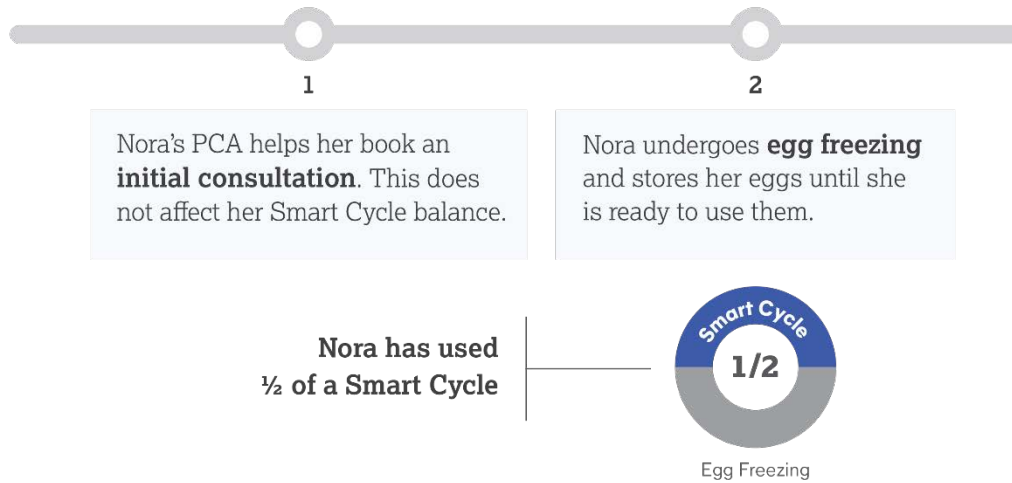 1
2
Nora’s PCA helps her book an
initial consultation. This does
not affect her Smart Cycle balance.
Nora undergoes egg freezing
and stores her eggs until she
is ready to use them.
Nora has used
½ of a Smart Cycle
Smart Cycle
1/2
Egg Freezing